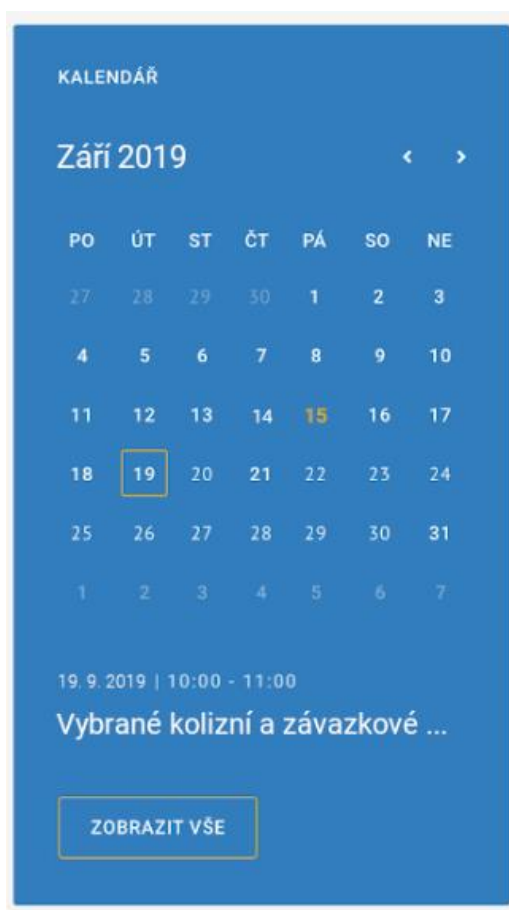 KALENDÁŘ
Září 2019
PO ÚT ST ČT PÁ SO NE
27 28 29 30 1 2 3
4 5 6 7 8 9 10
11 12 13 14 15 16 17
18 19 20 21 22 23 24
25 26 27 28 29 30 31
1 2 3 4 5 6 7
19. 9. 2019 | 10:00 - 11:00
Vybrané kolizní a závazkové ...
ZOBRAZIT VŠE